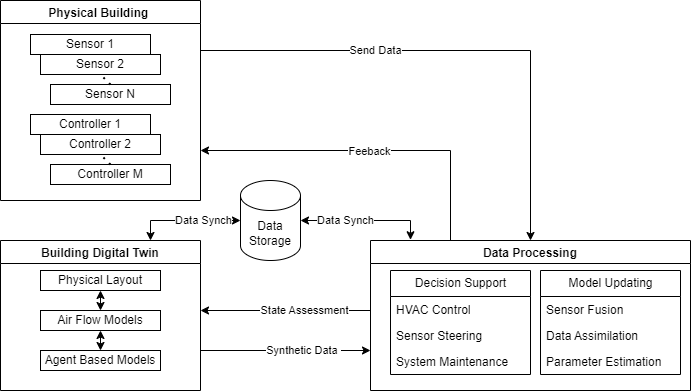 Physical Building
Sensor 1
Sensor 2
Sensor N
Controller 1
Controller 2
Controller M
Send Data
Feeback
Data Synch
Data
Storage
Data Synch
Building Digital Twin
Physical Layout
Air Flow Models
Agent Based Models
State Assessment
Synthetic Data
Data Processing
Decision Support
HVAC Control
Sensor Steering
System Maintenance
Model Updating
Sensor Fusion
Data Assimilation
Parameter Estimation